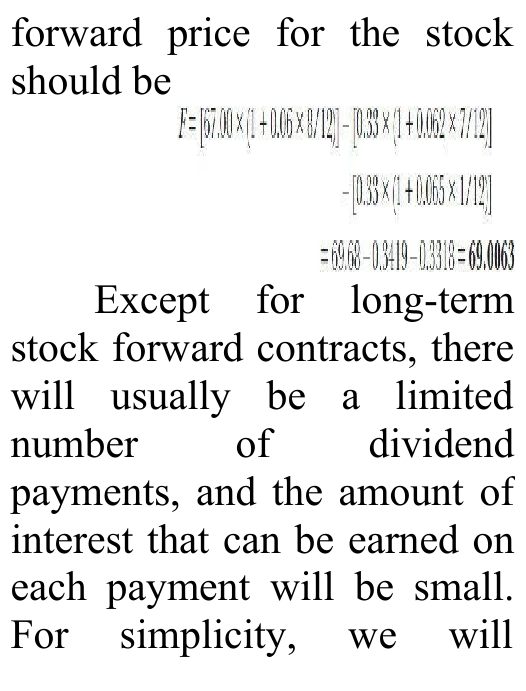 forward price for the stock
should be
F = [67.00 × (1 + 0.06 × 8/12)] – [0.33 × (1 + 0.062 × 7/12)]
– [0.33 × (1 + 0.065 × 1/12)]
= 69.68 – 0.3419 – 0.3318 = 69.0063
Except for long-term
stock forward contracts, there
will usually be a limited
number of dividend
payments, and the amount of
interest that can be earned on
each payment will be small.
For simplicity, we will